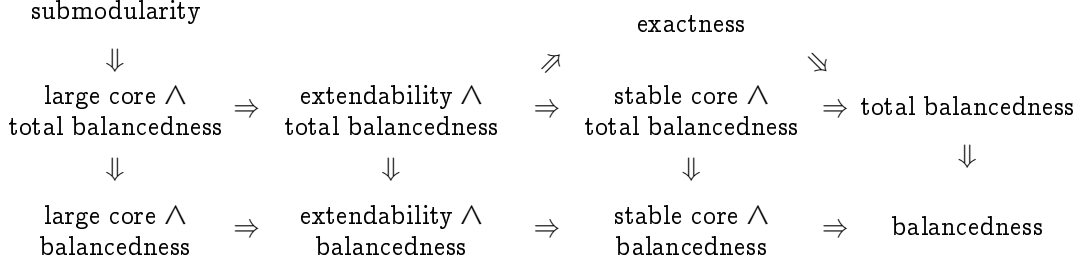 submodularity
exactness
⇓
⇗
⇘
large core ∧
total balancedness
⇒
extendability ∧
total balancedness
⇒
stable core ∧
total balancedness
⇒
total balancedness
⇓
⇓
⇓
⇓
large core ∧
balancedness
⇒
extendability ∧
balancedness
⇒
stable core ∧
balancedness
⇒
balancedness